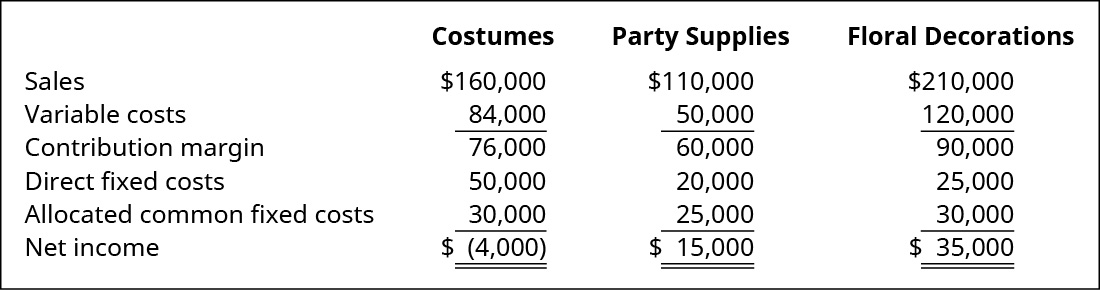 Costumes Party Supplies Floral Decorations
Sales $160,000 $110,000 $210,000
Variable costs 84,000 50,000 120,000
Contribution margin 76,000 60,000 90,000
Direct fixed costs 50,000 20,000 25,000
Allocated common fixed costs 30,000 25,000 30,000
Net income $ (4,000) $ 15,000 $ 35,000